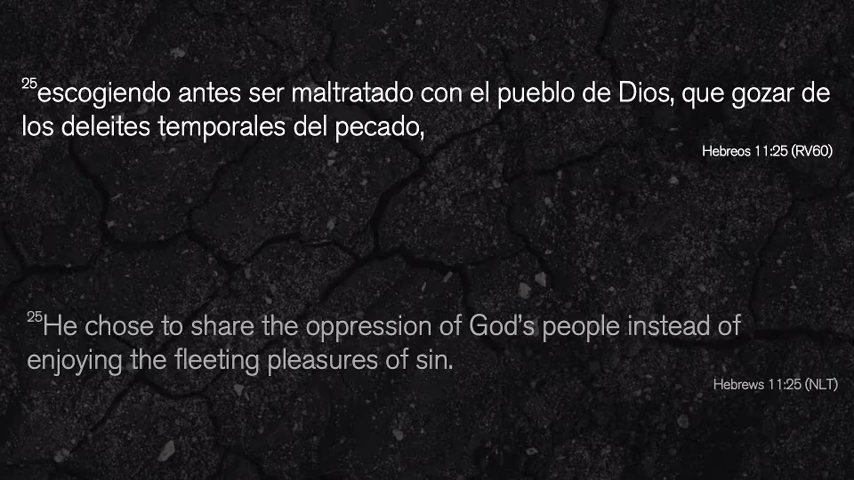 25escogiendo antes ser maltratado con el pueblo de Dios, que gozar de
los deleites temporales del pecado,
Hebreos 11:25 (RV60)
25He chose to share the oppression of God's people instead of
enjoying the fleeting pleasures of sin.
Hebrews 11:25 (NLT)